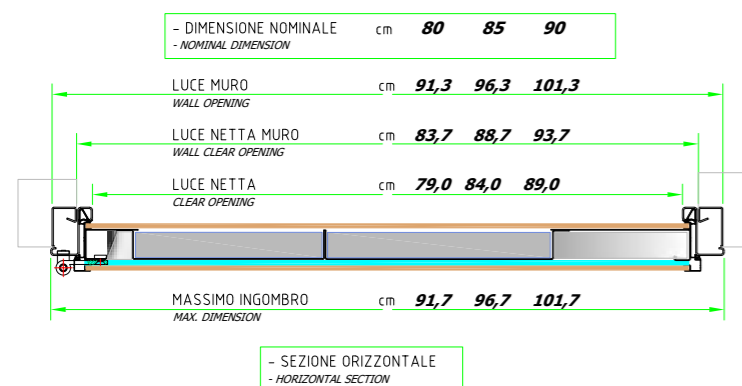 - DIMENSIONE NOMINALE cm 80 85 90
- NOMINAL DIMENSION
LUCE MURO cm 91,3 96,3 101,3
WALL OPENING
LUCE NETTA MURO cm 83,7 88,7 93,7
WALL CLEAR OPENING
LUCE NETTA cm 79,0 84,0 89,0
CLEAR OPENING
MASSIMO INGOMBRO cm 91,7 96,7 101,7
MAX. DIMENSION
- SEZIONE ORIZZONTALE
- HORIZONTAL SECTION